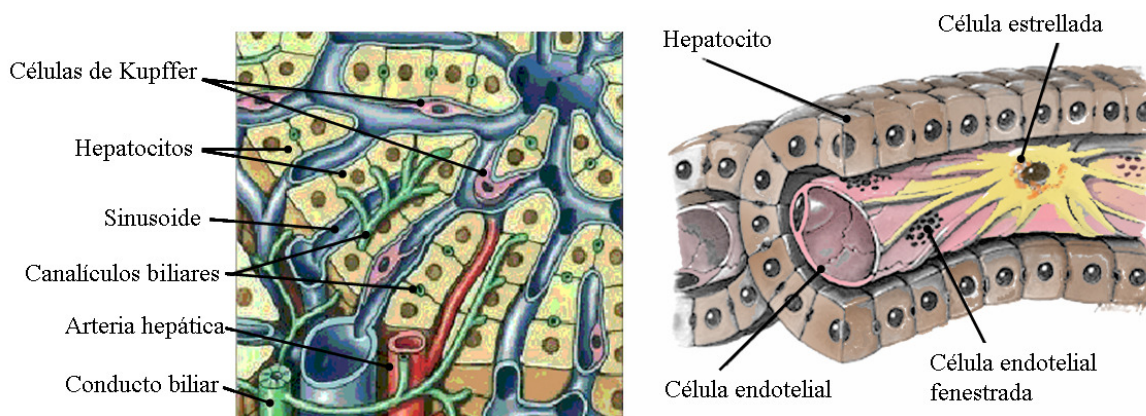 Células de Kupffer
Hepatocitos
Sinusoide
Canalículos biliares
Arteria hepática
Conducto biliar
Hepatocito
Célula estrellada
Célula endotelial
Célula endotelial
fenestrada